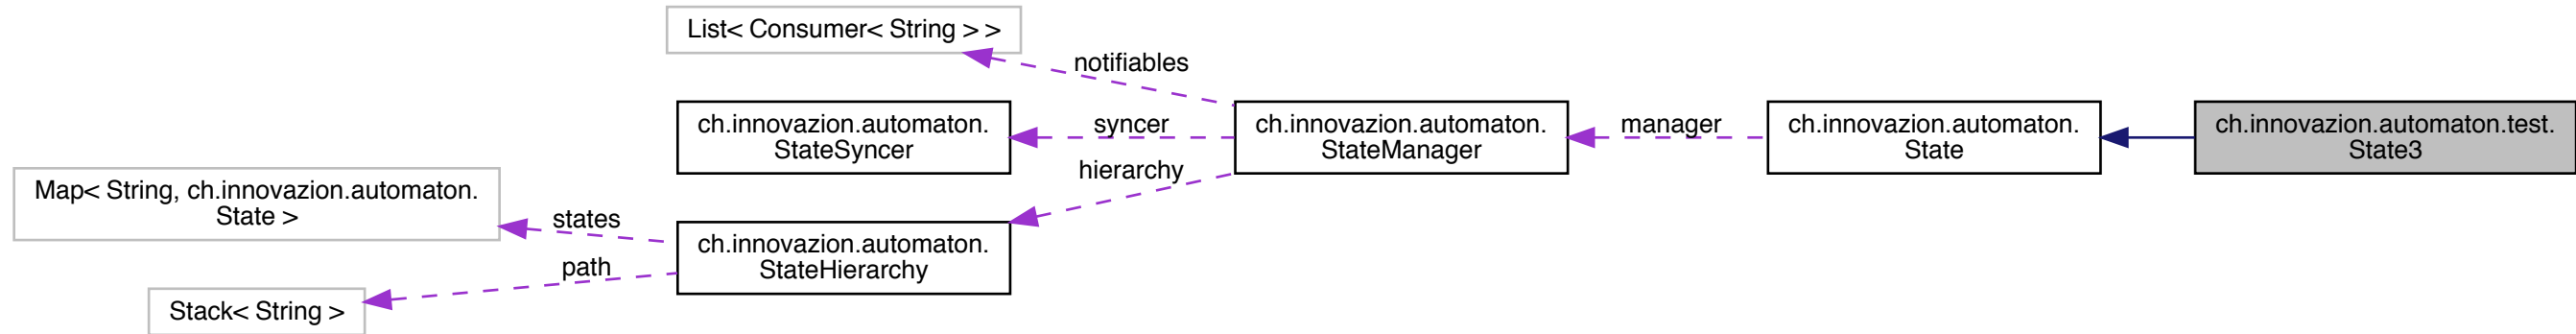 List< Consumer< String > >
notifiables
ch.innovazion.automaton.
StateSyncer
syncer
ch.innovazion.automaton.
StateManager
manager
ch.innovazion.automaton.
State
ch.innovazion.automaton.test.
State3
hierarchy
Map< String, ch.innovazion.automaton.
State >
states
ch.innovazion.automaton.
StateHierarchy
path
Stack< String >